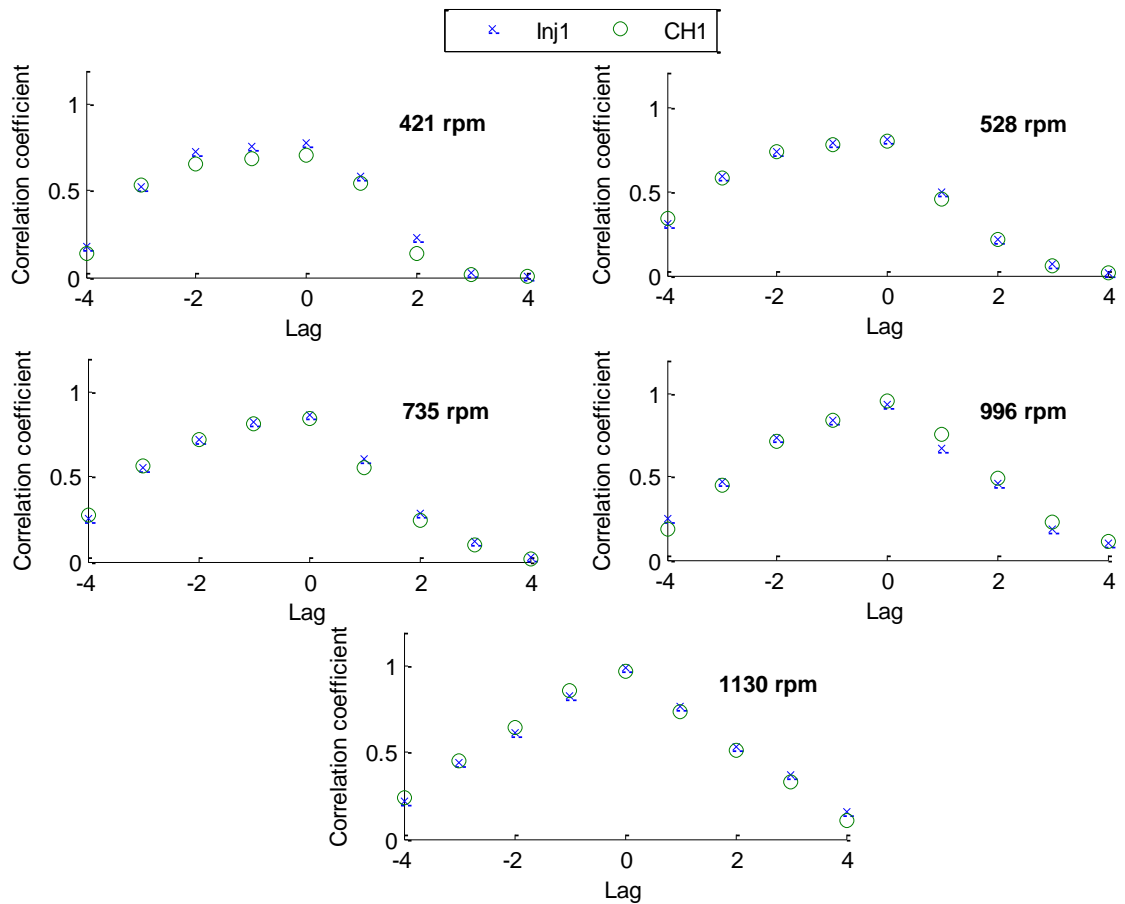 Inj1 CH1
Correlation coefficient
421 rpm
1
0.5
0
-4 -2 0 2 4
Lag
Correlation coefficient
528 rpm
1
0.5
0
-4 -2 0 2 4
Lag
Correlation coefficient
735 rpm
1
0.5
0
-4 -2 0 2 4
Lag
Correlation coefficient
996 rpm
1
0.5
0
-4 -2 0 2 4
Lag
Correlation coefficient
1130 rpm
1
0.5
0
-4 -2 0 2 4
Lag